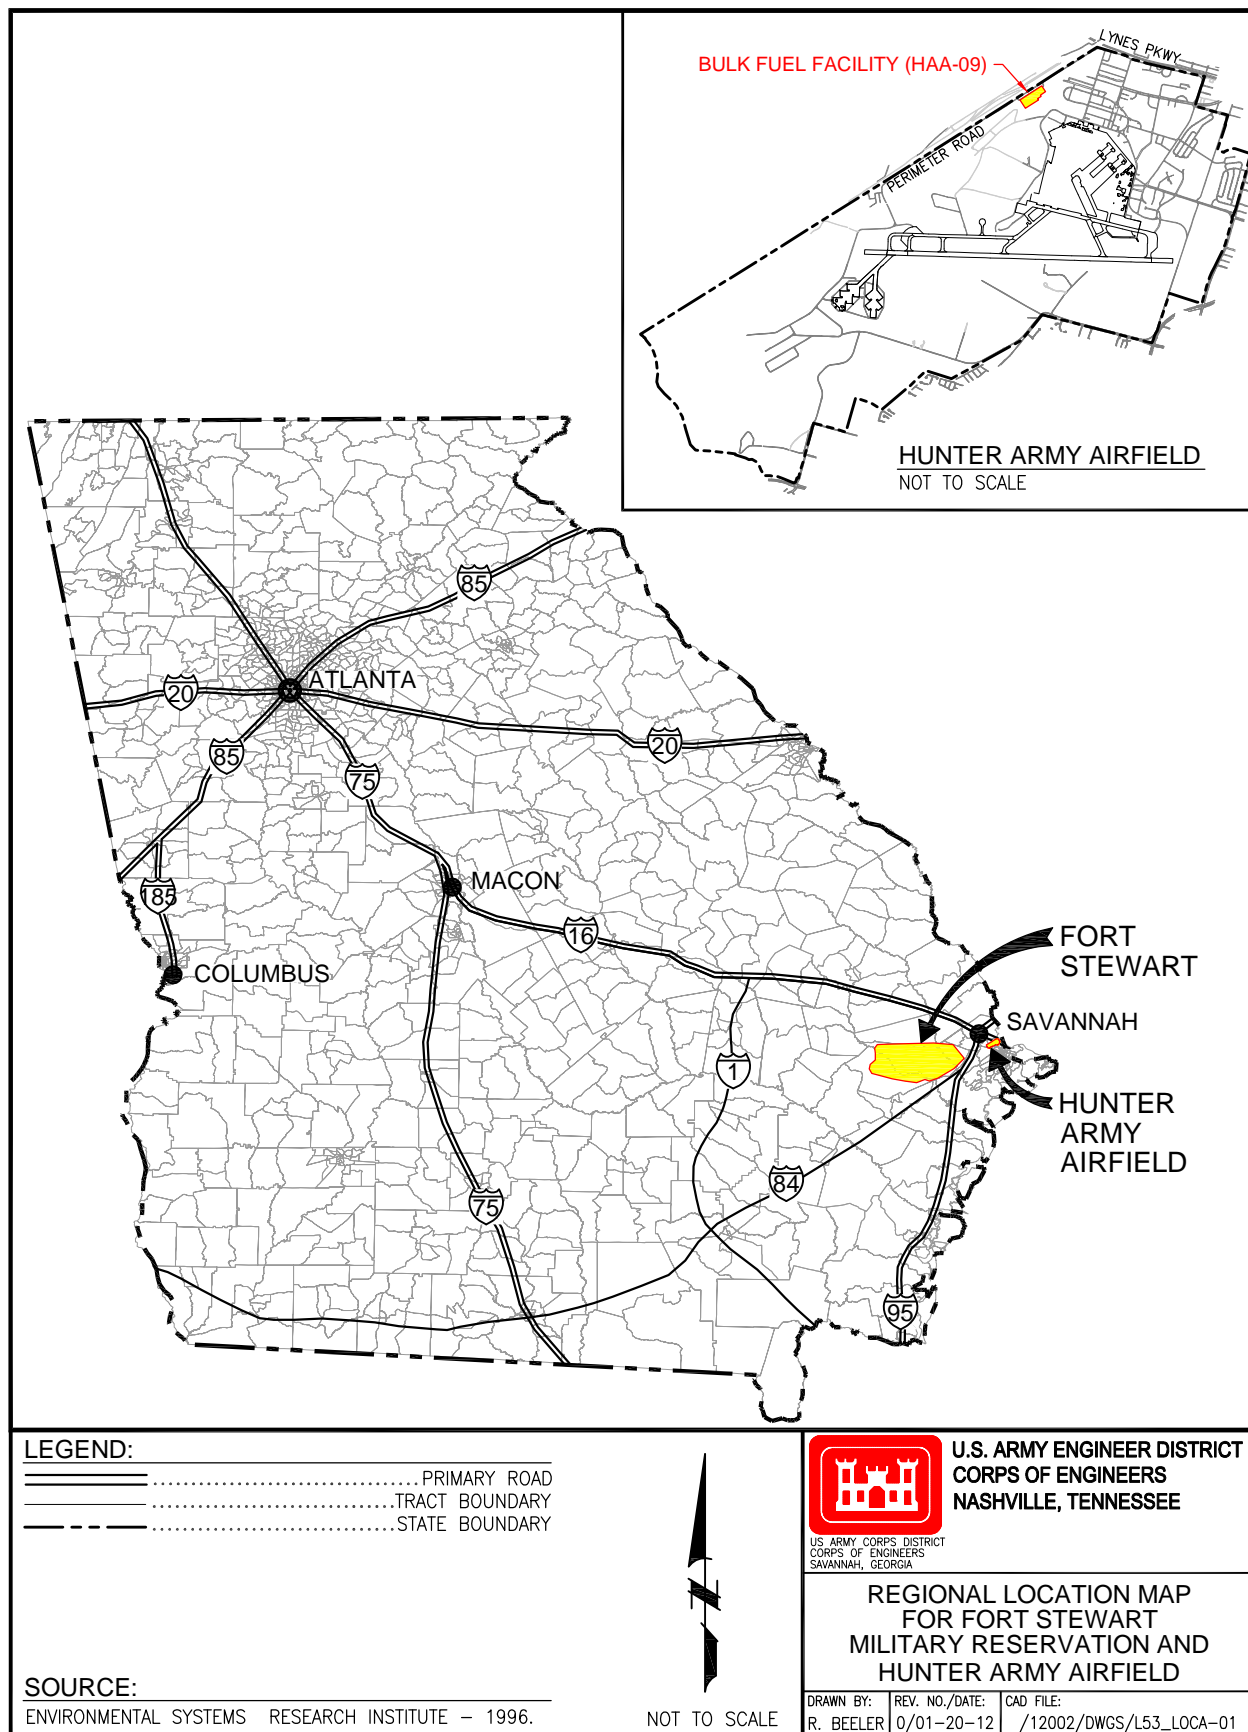 LYNES PKWY
BULK FUEL FACILITY (HAA-09)
PERIMETER ROAD
HUNTER ARMY AIRFIELD
NOT TO SCALE
85
ATLANTA
20
85
75
20
MACON
185
16
COLUMBUS
FORT
STEWART
SAVANNAH
1
HUNTER
ARMY
AIRFIELD
84
75
95
LEGEND:
PRIMARY ROAD
TRACT BOUNDARY
STATE BOUNDARY
SOURCE:
ENVIRONMENTAL SYSTEMS RESEARCH INSTITUTE - 1996.
N
NOT TO SCALE
U.S. ARMY ENGINEER DISTRICT
CORPS OF ENGINEERS
NASHVILLE, TENNESSEE
US ARMY CORPS DISTRICT
CORPS OF ENGINEERS
SAVANNAH, GEORGIA
REGIONAL LOCATION MAP
FOR FORT STEWART
MILITARY RESERVATION AND
HUNTER ARMY AIRFIELD
DRAWN BY:
R. BEELER
REV. NO./DATE:
0/01-20-12
CAD FILE:
/12002/DWGS/L53_LOCA-01